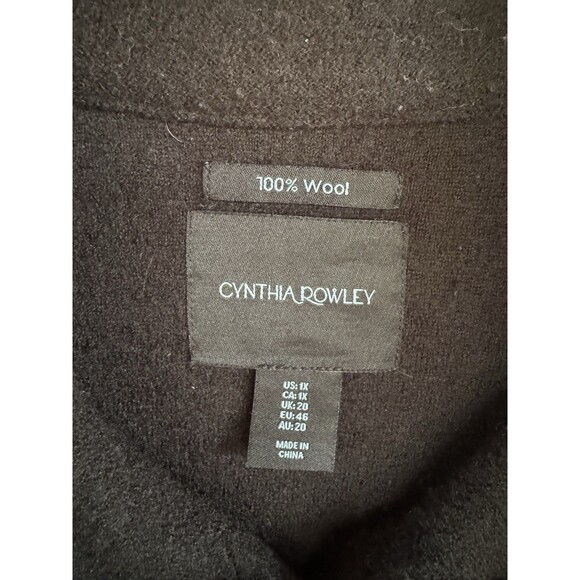 100% Wool
CYNTHIA ROWLEY
US: 1X
CA: 1X
UK: 20
EU: 46
AU: 20
MADE IN
CHINA